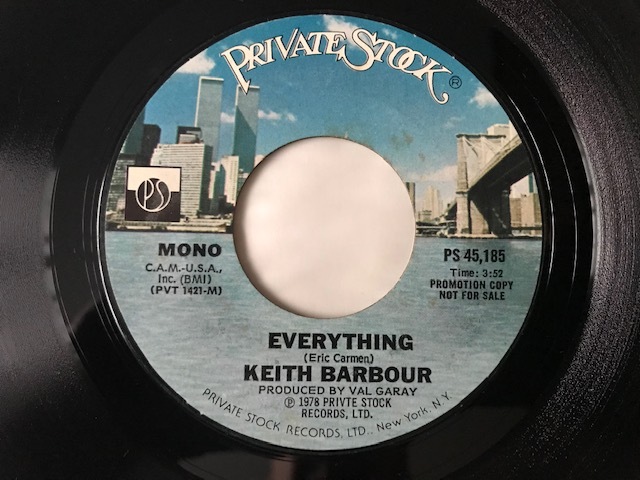 PRIVATE STOCK®
PS
MONO
C.A.M.-U.S.A.,
Inc. (BMI)
(PVT 1421-M)
PS 45,185
Time: 3:52
PROMOTION COPY
NOT FOR SALE
EVERYTHING
(Eric Carmen)
KEITH BARBOUR
PRODUCED BY VAL GARAY
℗ 1978 PRIVTE STOCK
RECORDS, LTD.
PRIVATE STOCK RECORDS, LTD., New York, N.Y.